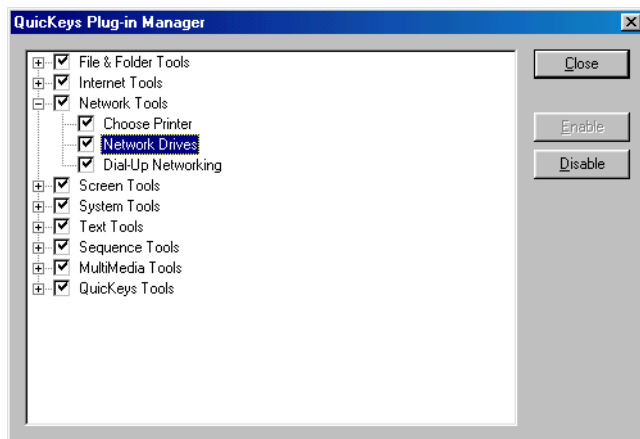 QuicKeys Plug-in Manager
File & Folder Tools
Internet Tools
Network Tools
Choose Printer
Network Drives
Dial-Up Networking
Screen Tools
System Tools
Text Tools
Sequence Tools
MultiMedia Tools
QuicKeys Tools
Close
Enable
Disable